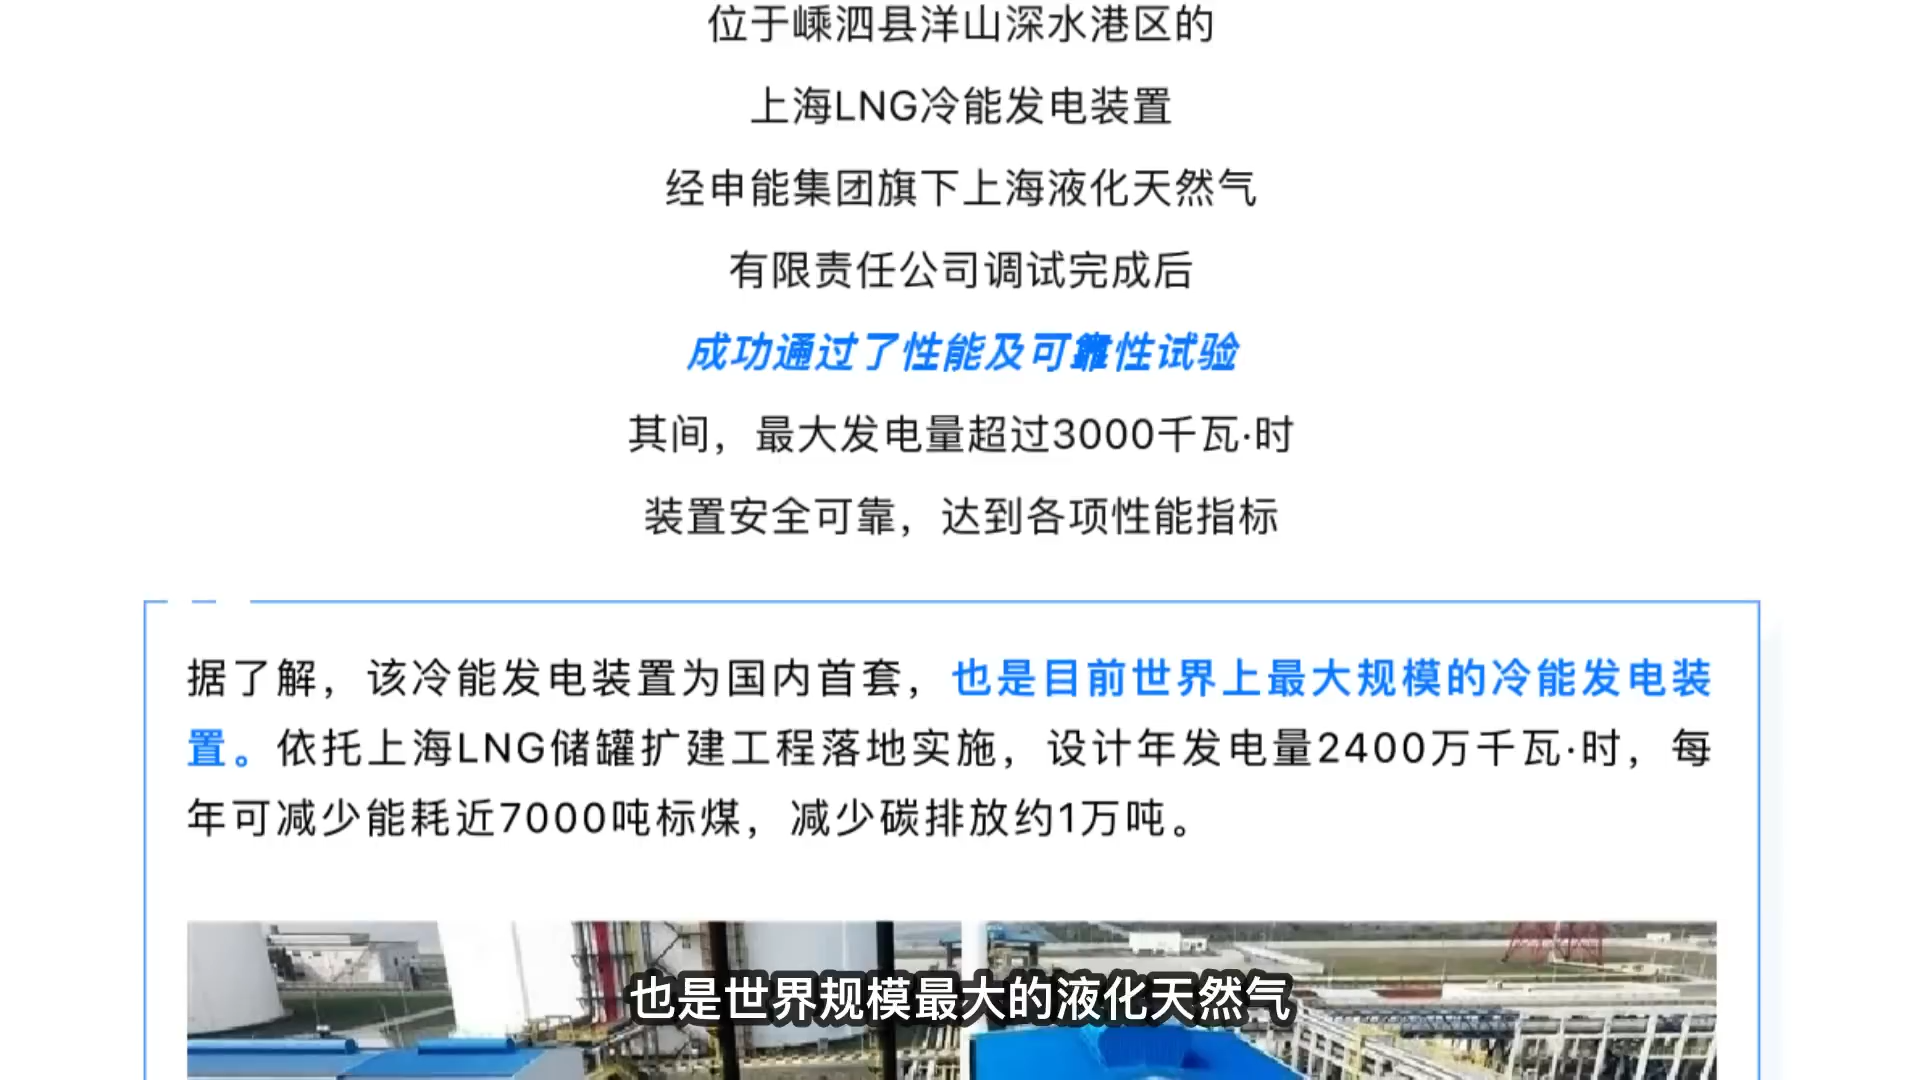 位于嵊泗县洋山深水港区的
上海LNG冷能发电装置
经申能集团旗下上海液化天然气
有限责任公司调试完成后
成功通过了性能及可靠性试验
其间，最大发电量超过3000千瓦·时
装置安全可靠，达到各项性能指标
据了解，该冷能发电装置为国内首套，也是目前世界上最大规模的冷能发电装
置。依托上海LNG储罐扩建工程落地实施，设计年发电量2400万千瓦·时，每
年可减少能耗近7000吨标煤，减少碳排放约1万吨。
也是世界规模最大的液化天然气